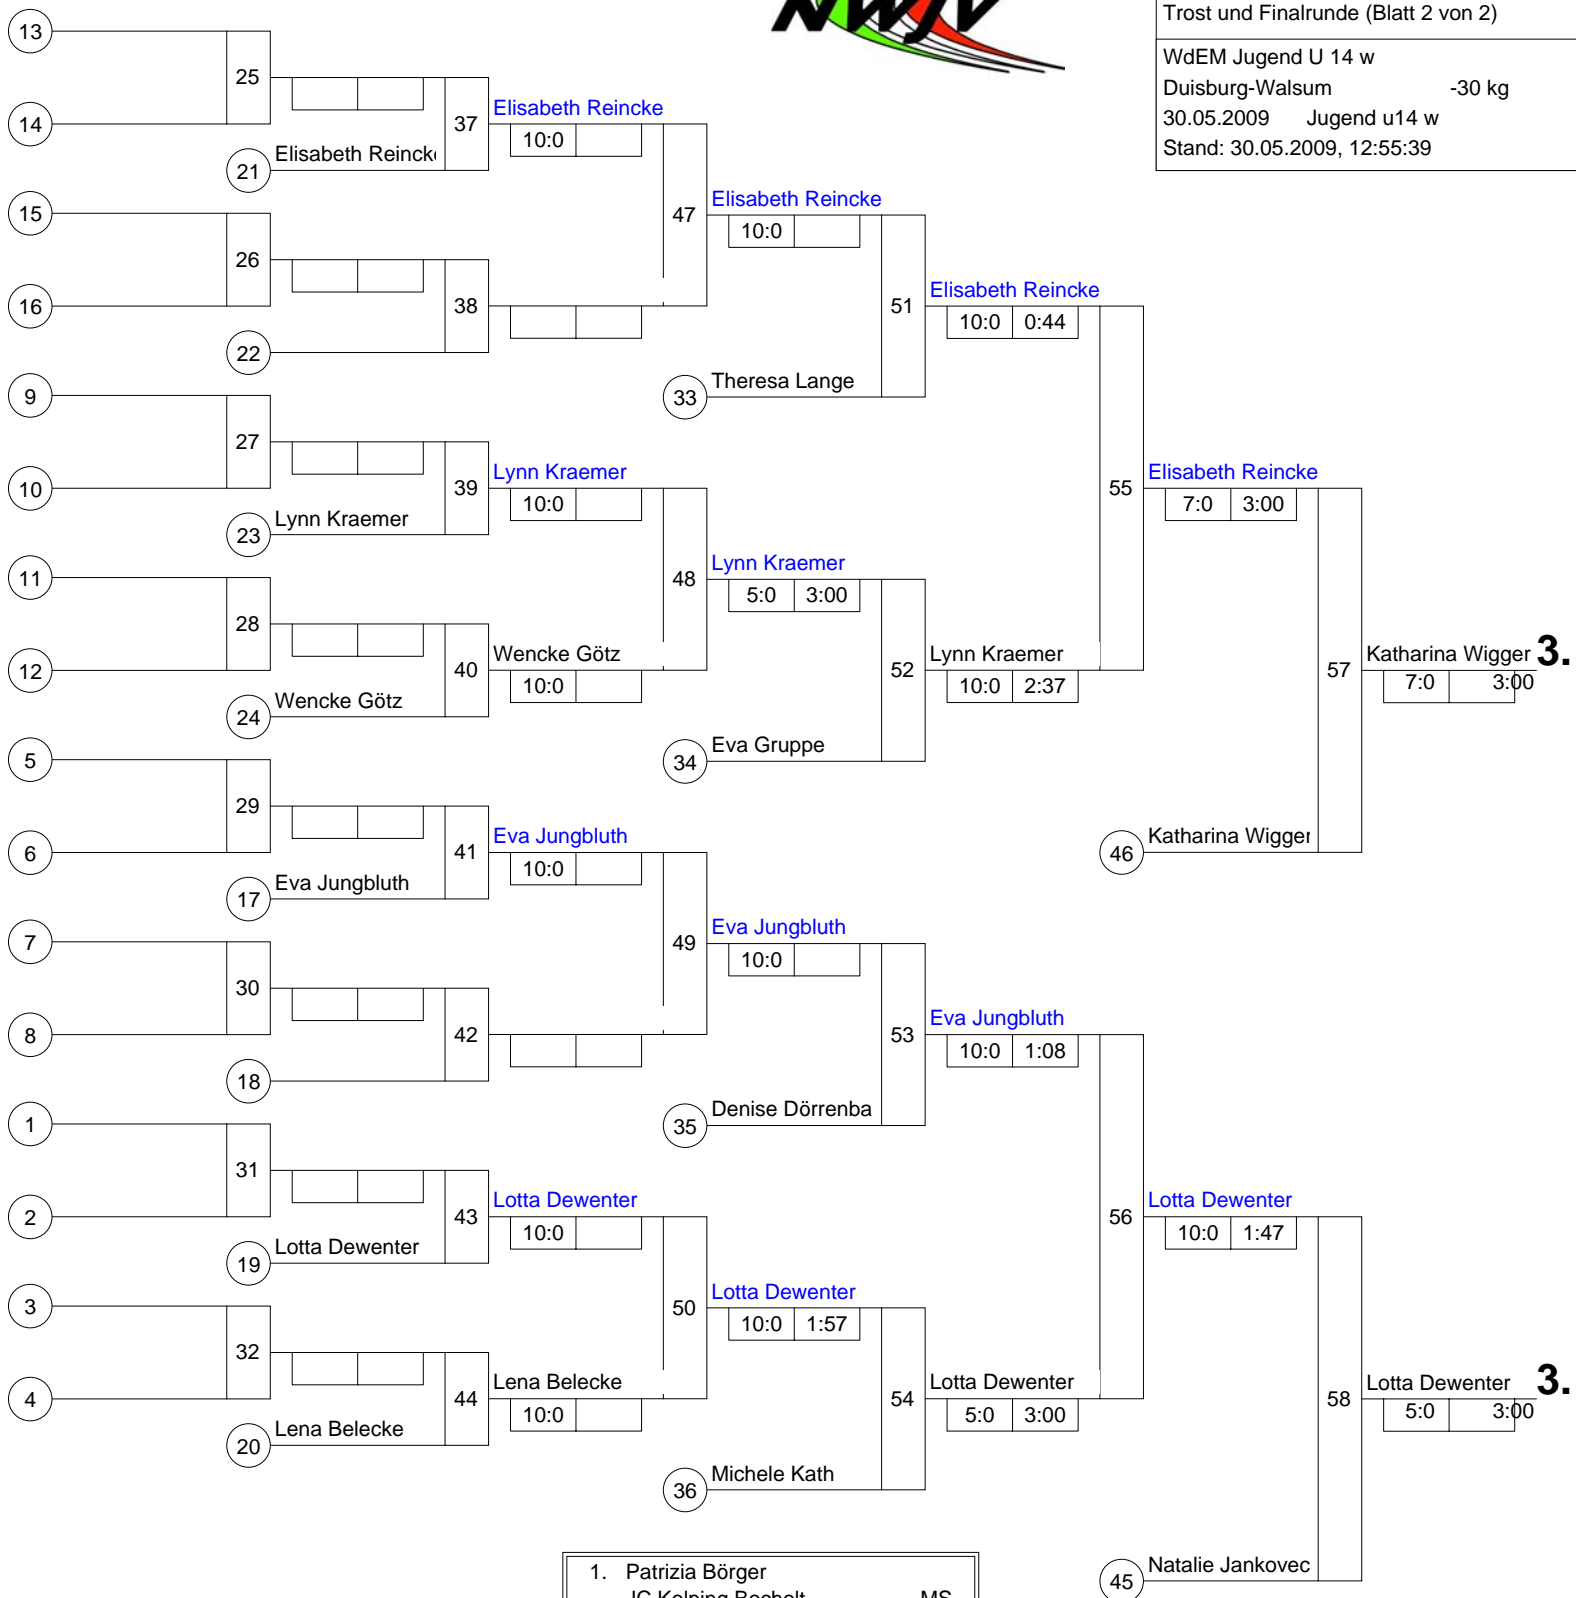 NWJV
Trost und Finalrunde (Blatt 2 von 2)
WdEM Jugend U 14 w
Duisburg-Walsum -30 kg
30.05.2009 Jugend u14 w
Stand: 30.05.2009, 12:55:39
13
25
14
37
Elisabeth Reincke
10:0
21 Elisabeth Reincke
15
47
Elisabeth Reincke
10:0
26
16
38
22
51
Elisabeth Reincke
10:0 0:44
33 Theresa Lange
9
27
10
39
Lynn Kraemer
10:0
23 Lynn Kraemer
55
Elisabeth Reincke
7:0 3:00
11
48
Lynn Kraemer
5:0 3:00
28
12
40
Wencke Götz
10:0
24 Wencke Götz
52
Lynn Kraemer
10:0 2:37
34 Eva Gruppe
57
Katharina Wigger 3.
7:0 3:00
5
29
6
41
Eva Jungbluth
10:0
17 Eva Jungbluth
46 Katharina Wigger
7
49
Eva Jungbluth
10:0
30
8
42
18
53
Eva Jungbluth
10:0 1:08
35 Denise Dörrenba
1
31
2
43
Lotta Dewenter
10:0
19 Lotta Dewenter
56
Lotta Dewenter
10:0 1:47
3
50
Lotta Dewenter
10:0 1:57
32
4
44
Lena Belecke
10:0
20 Lena Belecke
54
Lotta Dewenter
5:0 3:00
36 Michele Kath
58
Lotta Dewenter 3.
5:0 3:00
45 Natalie Jankovec
1. Patrizia Börger
JC Kolping Bocholt MS